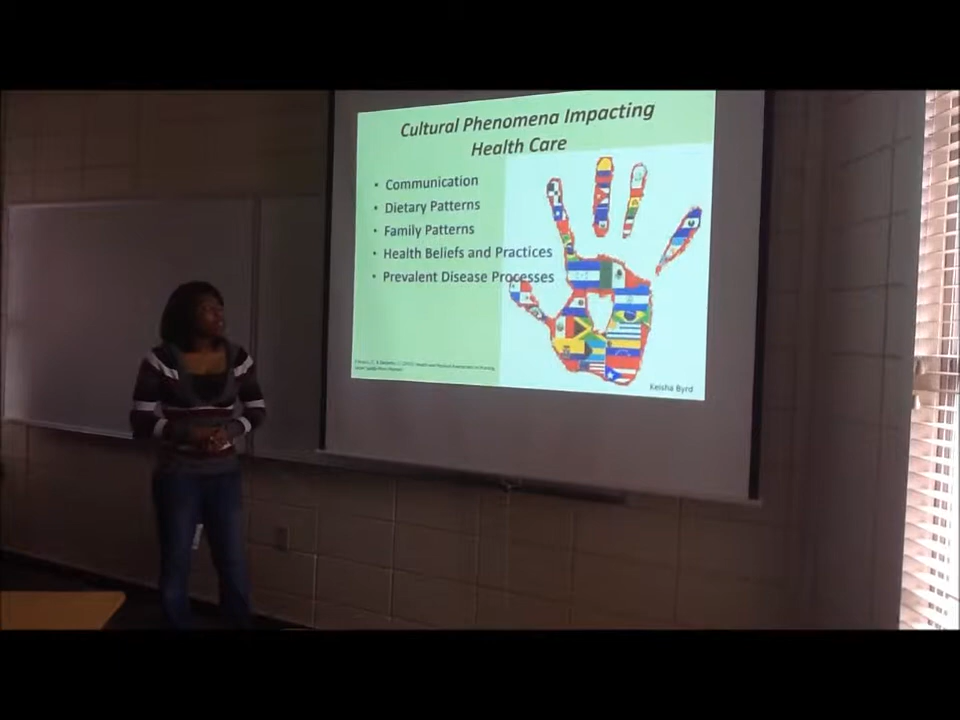 Cultural Phenomena Impacting
Health Care
• Communication
• Dietary Patterns
• Family Patterns
• Health Beliefs and Practices
• Prevalent Disease Processes
Keisha Byrd